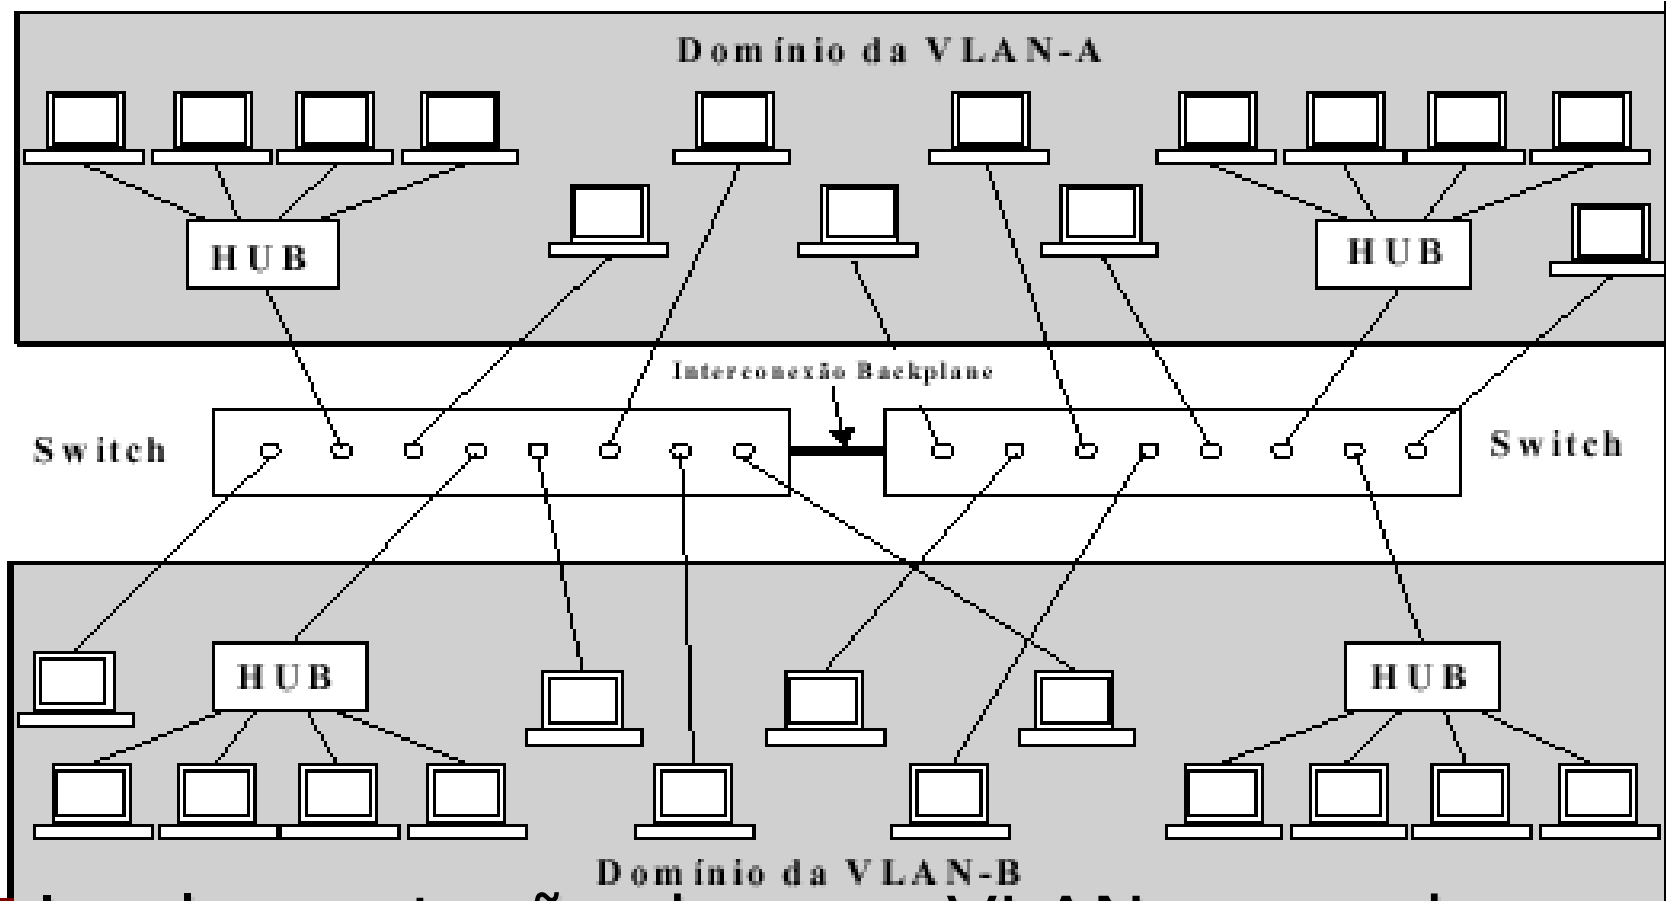 Domínio da VLAN-A
HUB
HUB
Interconexão Backplane
Switch
Switch
HUB
HUB
Domínio da VLAN-B